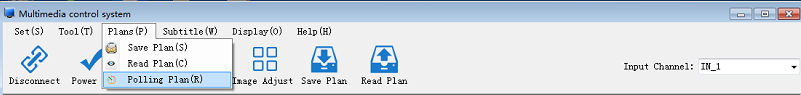 Multimedia control system
Set(S) Tool(T) Plans(P) Subtitle(W) Display(O) Help(H)
Save Plan(S)
Read Plan(C)
Polling Plan(R)
Disconnect Power Image Adjust Save Plan Read Plan
Input Channel: IN_1